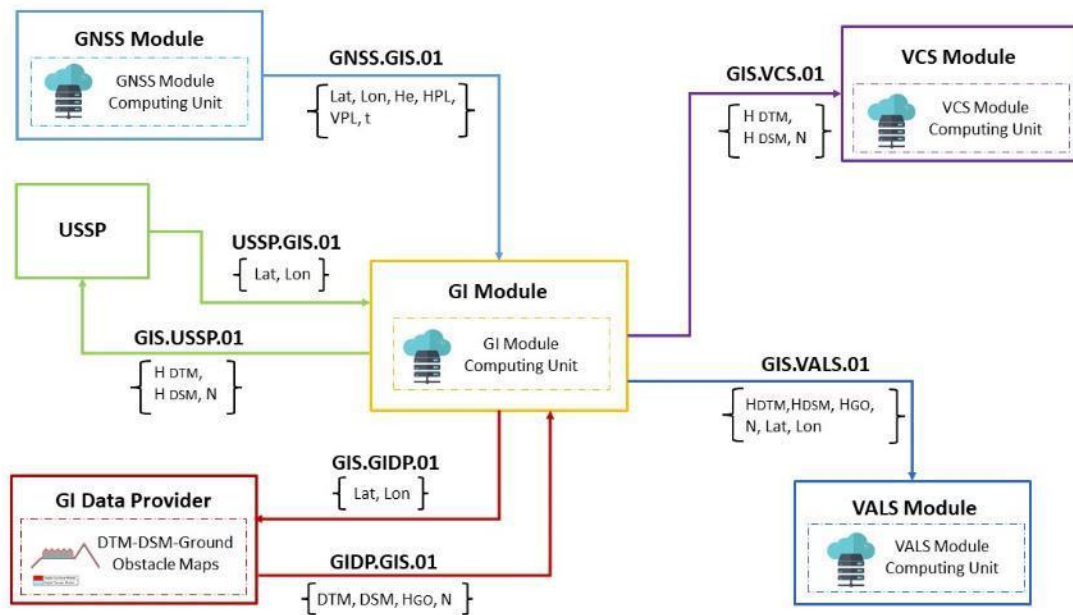 GNSS Module
GNSS Module
Computing Unit
GNSS.GIS.01
Lat, Lon, He, HPL,
VPL, t
GIS.VCS.01
H DTM,
H DSM, N
VCS Module
VCS Module
Computing Unit
USSP
USSP.GIS.01
Lat, Lon
GIS.USSP.01
H DTM,
H DSM, N
GI Module
GI Module
Computing Unit
GIS.VALS.01
HDTM,HDSM, HGO,
N, Lat, Lon
GIS.GIDP.01
Lat, Lon
GI Data Provider
DTM-DSM-Ground
Obstacle Maps
GIDP.GIS.01
DTM, DSM, HGO, N
VALS Module
VALS Module
Computing Unit